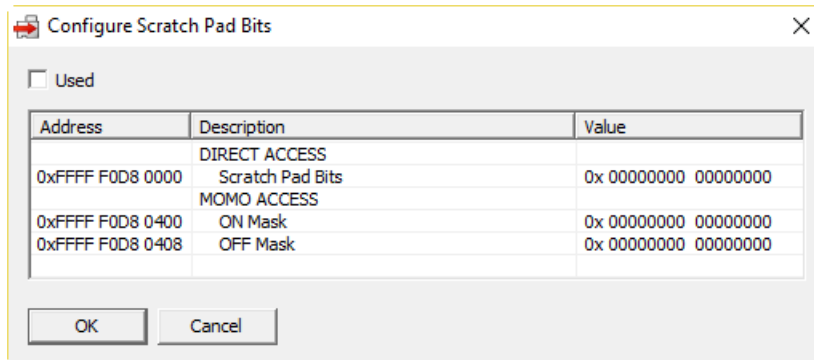 Configure Scratch Pad Bits
Used
Address Description Value
DIRECT ACCESS
0xFFFF F0D8 0000 Scratch Pad Bits 0x 00000000 00000000
MOMO ACCESS
0xFFFF F0D8 0400 ON Mask 0x 00000000 00000000
0xFFFF F0D8 0408 OFF Mask 0x 00000000 00000000
OK Cancel